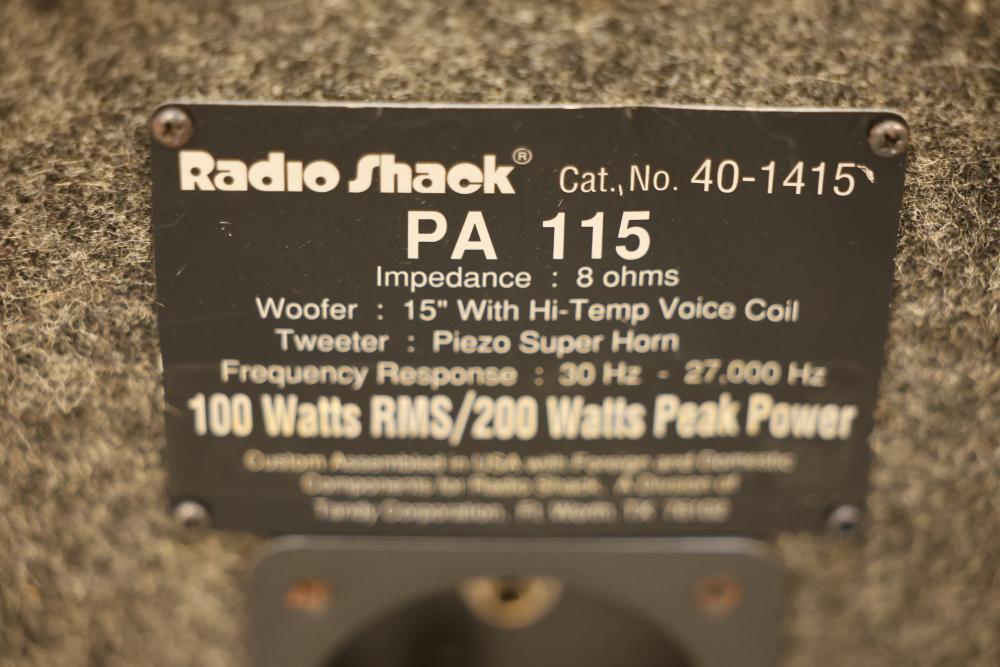 Radio Shack® Cat. No. 40-1415
PA 115
Impedance : 8 ohms
Woofer : 15" With Hi-Temp Voice Coil
Tweeter : Piezo Super Horn
Frequency Response : 30 Hz - 27,000 Hz
100 Watts RMS/200 Watts Peak Power
Custom Assembled in USA with Foreign and Domestic
Components for Radio Shack, A Division of
Tandy Corporation, Ft. Worth, TX